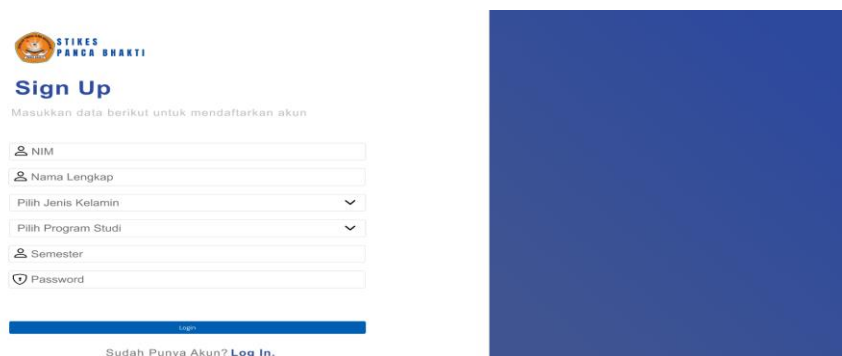 STIKES
PANCA BHAKTI
Sign Up
Masukkan data berikut untuk mendaftarkan akun
NIM
Nama Lengkap
Pilih Jenis Kelamin
Pilih Program Studi
Semester
Password
Login
Sudah Punya Akun? Log In.